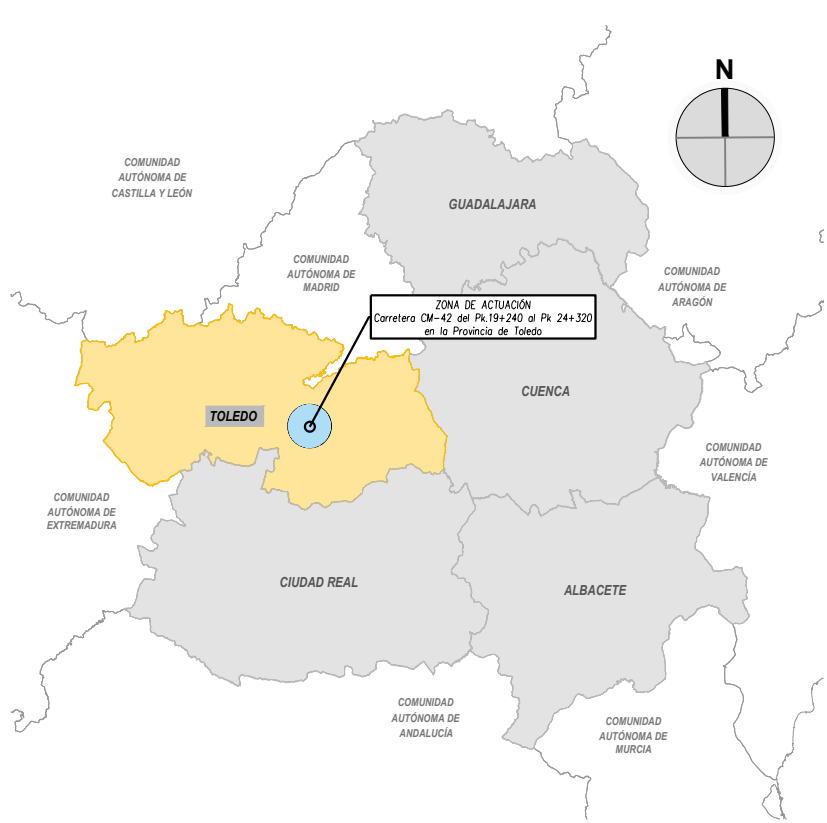 N
COMUNIDAD
AUTÓNOMA DE
CASTILLA Y LEÓN
GUADALAJARA
COMUNIDAD
AUTÓNOMA DE
MADRID
COMUNIDAD
AUTÓNOMA DE
ARAGÓN
ZONA DE ACTUACIÓN
Carretera CM-42 del Pk.19+240 al Pk 24+320
en la Provincia de Toledo
CUENCA
TOLEDO
COMUNIDAD
AUTÓNOMA DE
VALENCÍA
COMUNIDAD
AUTÓNOMA DE
EXTREMADURA
CIUDAD REAL
ALBACETE
COMUNIDAD
AUTÓNOMA DE
ANDALUCÍA
COMUNIDAD
AUTÓNOMA DE
MURCIA